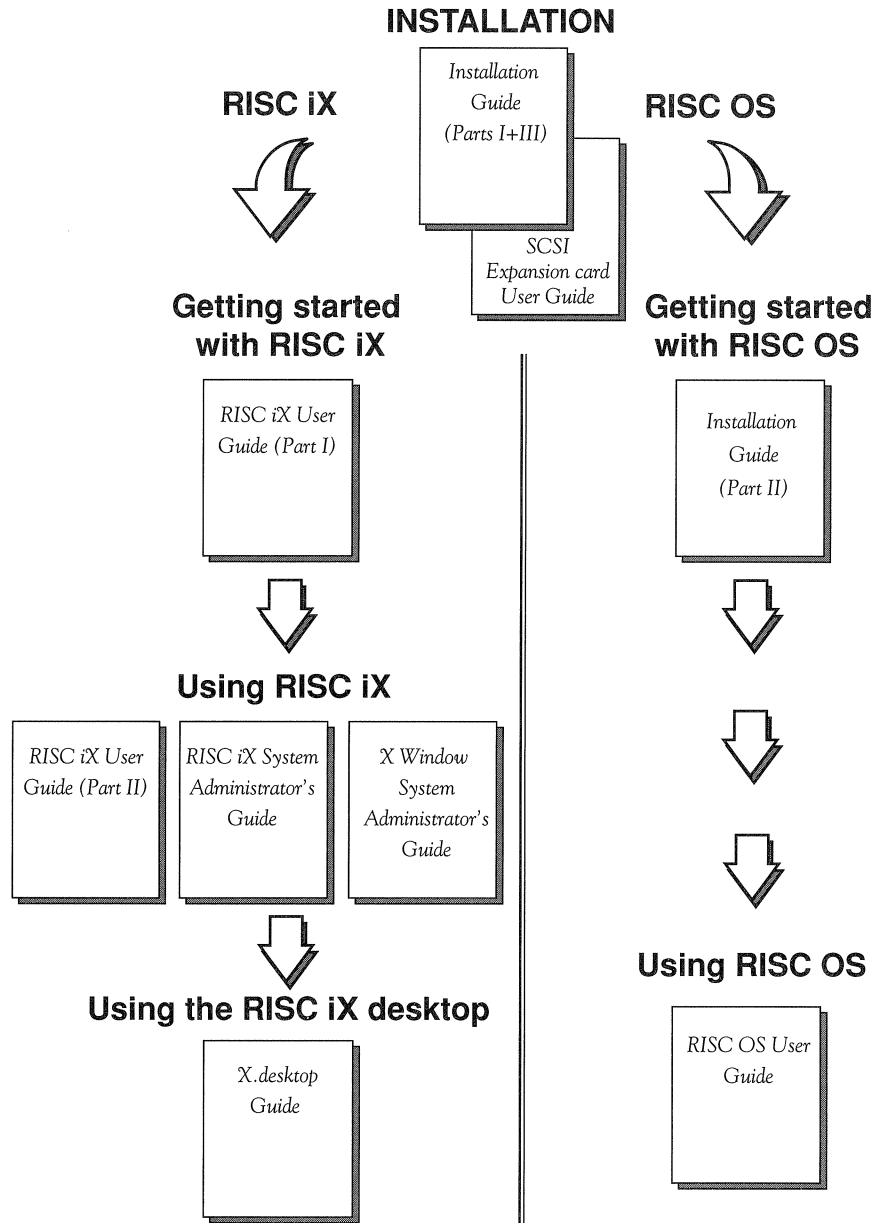 INSTALLATION
Installation
Guide
(Parts I+III)
RISC iX
RISC OS
SCSI
Expansion card
User Guide
Getting started
with RISC iX
RISC iX User
Guide (Part I)
Using RISC iX
RISC iX User
Guide (Part II)
RISC iX System
Administrator's
Guide
X Window
System
Administrator's
Guide
Using the RISC iX desktop
X.desktop
Guide
Getting started
with RISC OS
Installation
Guide
(Part II)
Using RISC OS
RISC OS User
Guide